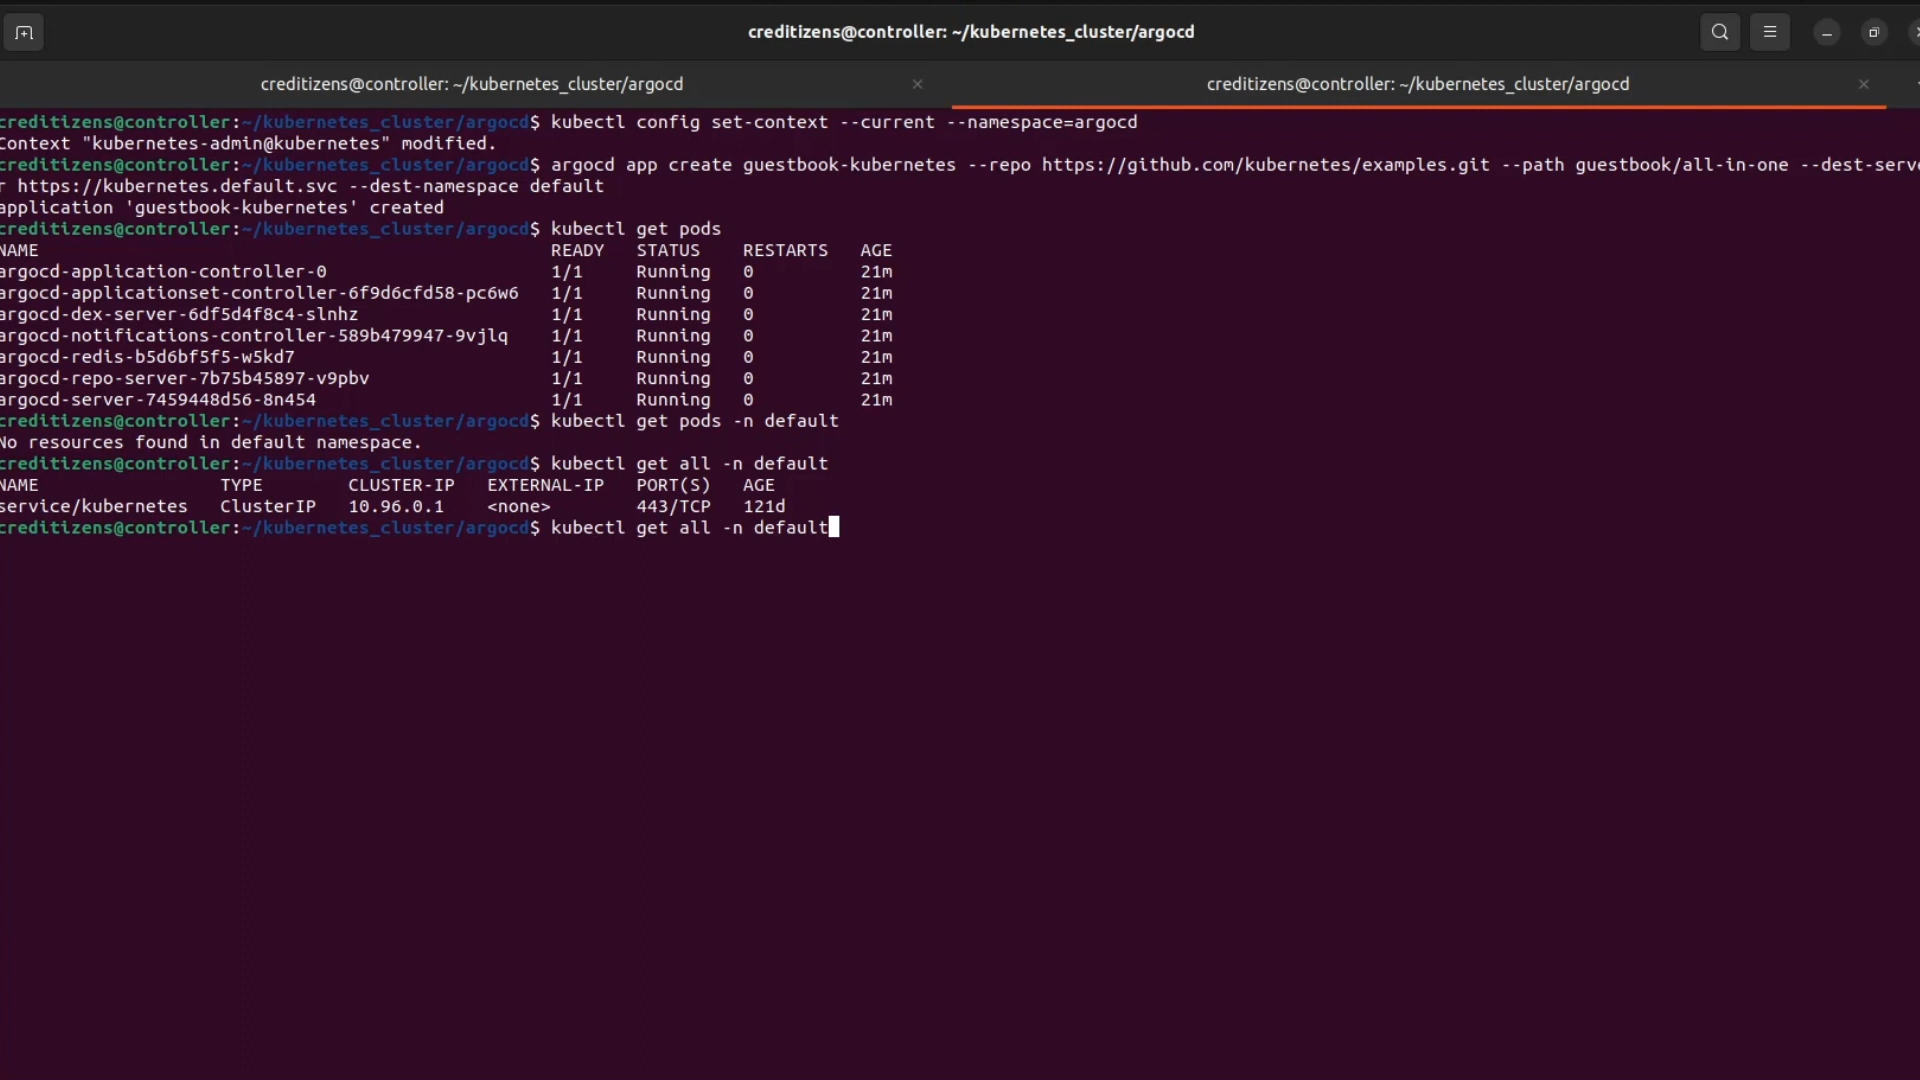 creditizens@controller: ~/kubernetes_cluster/argocd
creditizens@controller: ~/kubernetes_cluster/argocd
creditizens@controller: ~/kubernetes_cluster/argocd
creditizens@controller:~/kubernetes_cluster/argocd$ kubectl config set-context --current --namespace=argocd
Context "kubernetes-admin@kubernetes" modified.
creditizens@controller:~/kubernetes_cluster/argocd$ argocd app create guestbook-kubernetes --repo https://github.com/kubernetes/examples.git --path guestbook/all-in-one --dest-serve
r https://kubernetes.default.svc --dest-namespace default
application 'guestbook-kubernetes' created
creditizens@controller:~/kubernetes_cluster/argocd$ kubectl get pods
NAME READY STATUS RESTARTS AGE
argocd-application-controller-0 1/1 Running 0 21m
argocd-applicationset-controller-6f9d6cfd58-pc6w6 1/1 Running 0 21m
argocd-dex-server-6df5d4f8c4-slnhz 1/1 Running 0 21m
argocd-notifications-controller-589b479947-9vjlq 1/1 Running 0 21m
argocd-redis-b5d6bf5f5-w5kd7 1/1 Running 0 21m
argocd-repo-server-7b75b45897-v9pbv 1/1 Running 0 21m
argocd-server-7459448d56-8n454 1/1 Running 0 21m
creditizens@controller:~/kubernetes_cluster/argocd$ kubectl get pods -n default
No resources found in default namespace.
creditizens@controller:~/kubernetes_cluster/argocd$ kubectl get all -n default
NAME TYPE CLUSTER-IP EXTERNAL-IP PORT(S) AGE
service/kubernetes ClusterIP 10.96.0.1 <none> 443/TCP 121d
creditizens@controller:~/kubernetes_cluster/argocd$ kubectl get all -n default